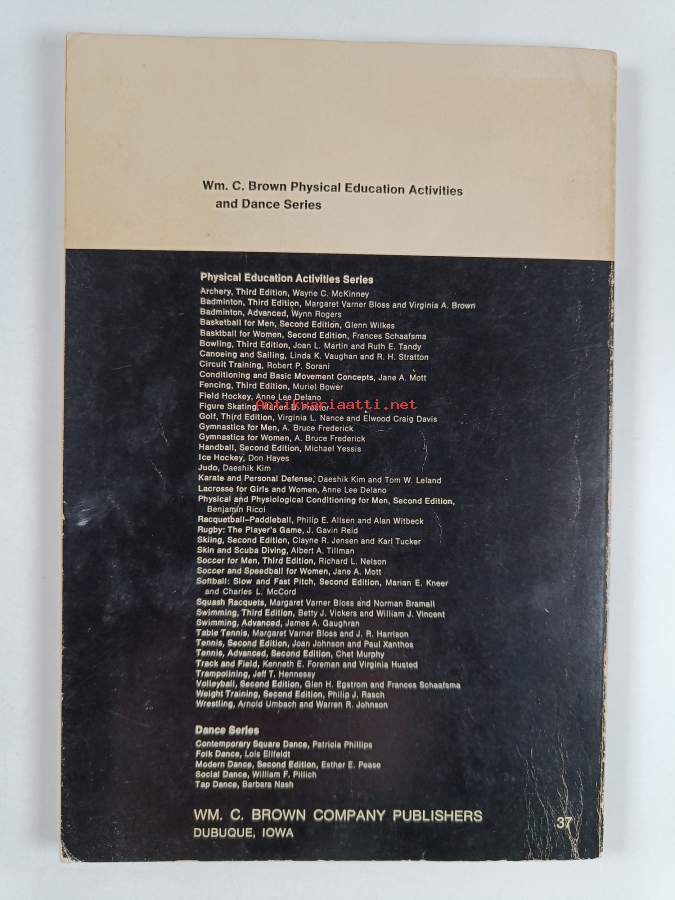 Wm. C. Brown Physical Education Activities
and Dance Series
Physical Education Activities Series
Archery, Third Edition, Wayne C. McKinney
Badminton, Third Edition, Margaret Varner Bloss and Virginia A. Brown
Badminton, Advanced, Wynn Rogers
Basketball for Men, Second Edition, Glenn Wilkes
Basktball for Women, Second Edition, Frances Schaafsma
Bowling, Third Edition, Joan L. Martin and Ruth E. Tandy
Canoeing and Sailing, Linda K. Vaughan and R. H. Stratton
Circuit Training, Robert P. Sorani
Conditioning and Basic Movement Concepts, Jane A. Mott
Fencing, Third Edition, Muriel Bower
Field Hockey, Anne Lee Delano
Antikvariaatti.net
Figure Skating, Marion
Golf, Third Edition, Virginia L. Nance and Elwood Craig Davis
Gymnastics for Men, A. Bruce Frederick
Gymnastics for Women, A. Bruce Frederick
Handball, Second Edition, Michael Yessis
Ice Hockey, Don Hayes
Judo, Daeshik Kim
Karate and Personal Defense, Daeshik Kim and Tom W. Leland
Lacrosse for Girls and Women, Anne Lee Delano
Physical and Physiological Conditioning for Men, Second Edition,
Benjamin Ricci
Racquetball–Paddleball, Philip E. Allsen and Alan Witbeck
Rugby: The Player's Game, J. Gavin Reid
Skiing, Second Edition, Clayne R. Jensen and Karl Tucker
Skin and Scuba Diving, Albert A. Tillman
Soccer for Men, Third Edition, Richard L. Nelson
Soccer and Speedball for Women, Jane A. Mott
Softball: Slow and Fast Pitch, Second Edition, Marian E. Kneer
and Charles L. McCord
Squash Racquets, Margaret Varner Bloss and Norman Bramall
Swimming, Third Edition, Betty J. Vickers and William J. Vincent
Swimming, Advanced, James A. Gaughran
Table Tennis, Margaret Varner Bloss and J. R. Harrison
Tennis, Second Edition, Joan Johnson and Paul Xanthos
Tennis, Advanced, Second Edition, Chet Murphy
Track and Field, Kenneth E. Foreman and Virginia Husted
Trampolining, Jeff T. Hennessy
Volleyball, Second Edition, Glen H. Egstrom and Frances Schaafsma
Weight Training, Second Edition, Philip J. Rasch
Wrestling, Arnold Umbach and Warren R. Johnson
Dance Series
Contemporary Square Dance, Patricia Phillips
Folk Dance, Lois Ellfeldt
Modern Dance, Second Edition, Esther E. Pease
Social Dance, William F. Pillich
Tap Dance, Barbara Nash
WM. C. BROWN COMPANY PUBLISHERS
DUBUQUE, IOWA
37